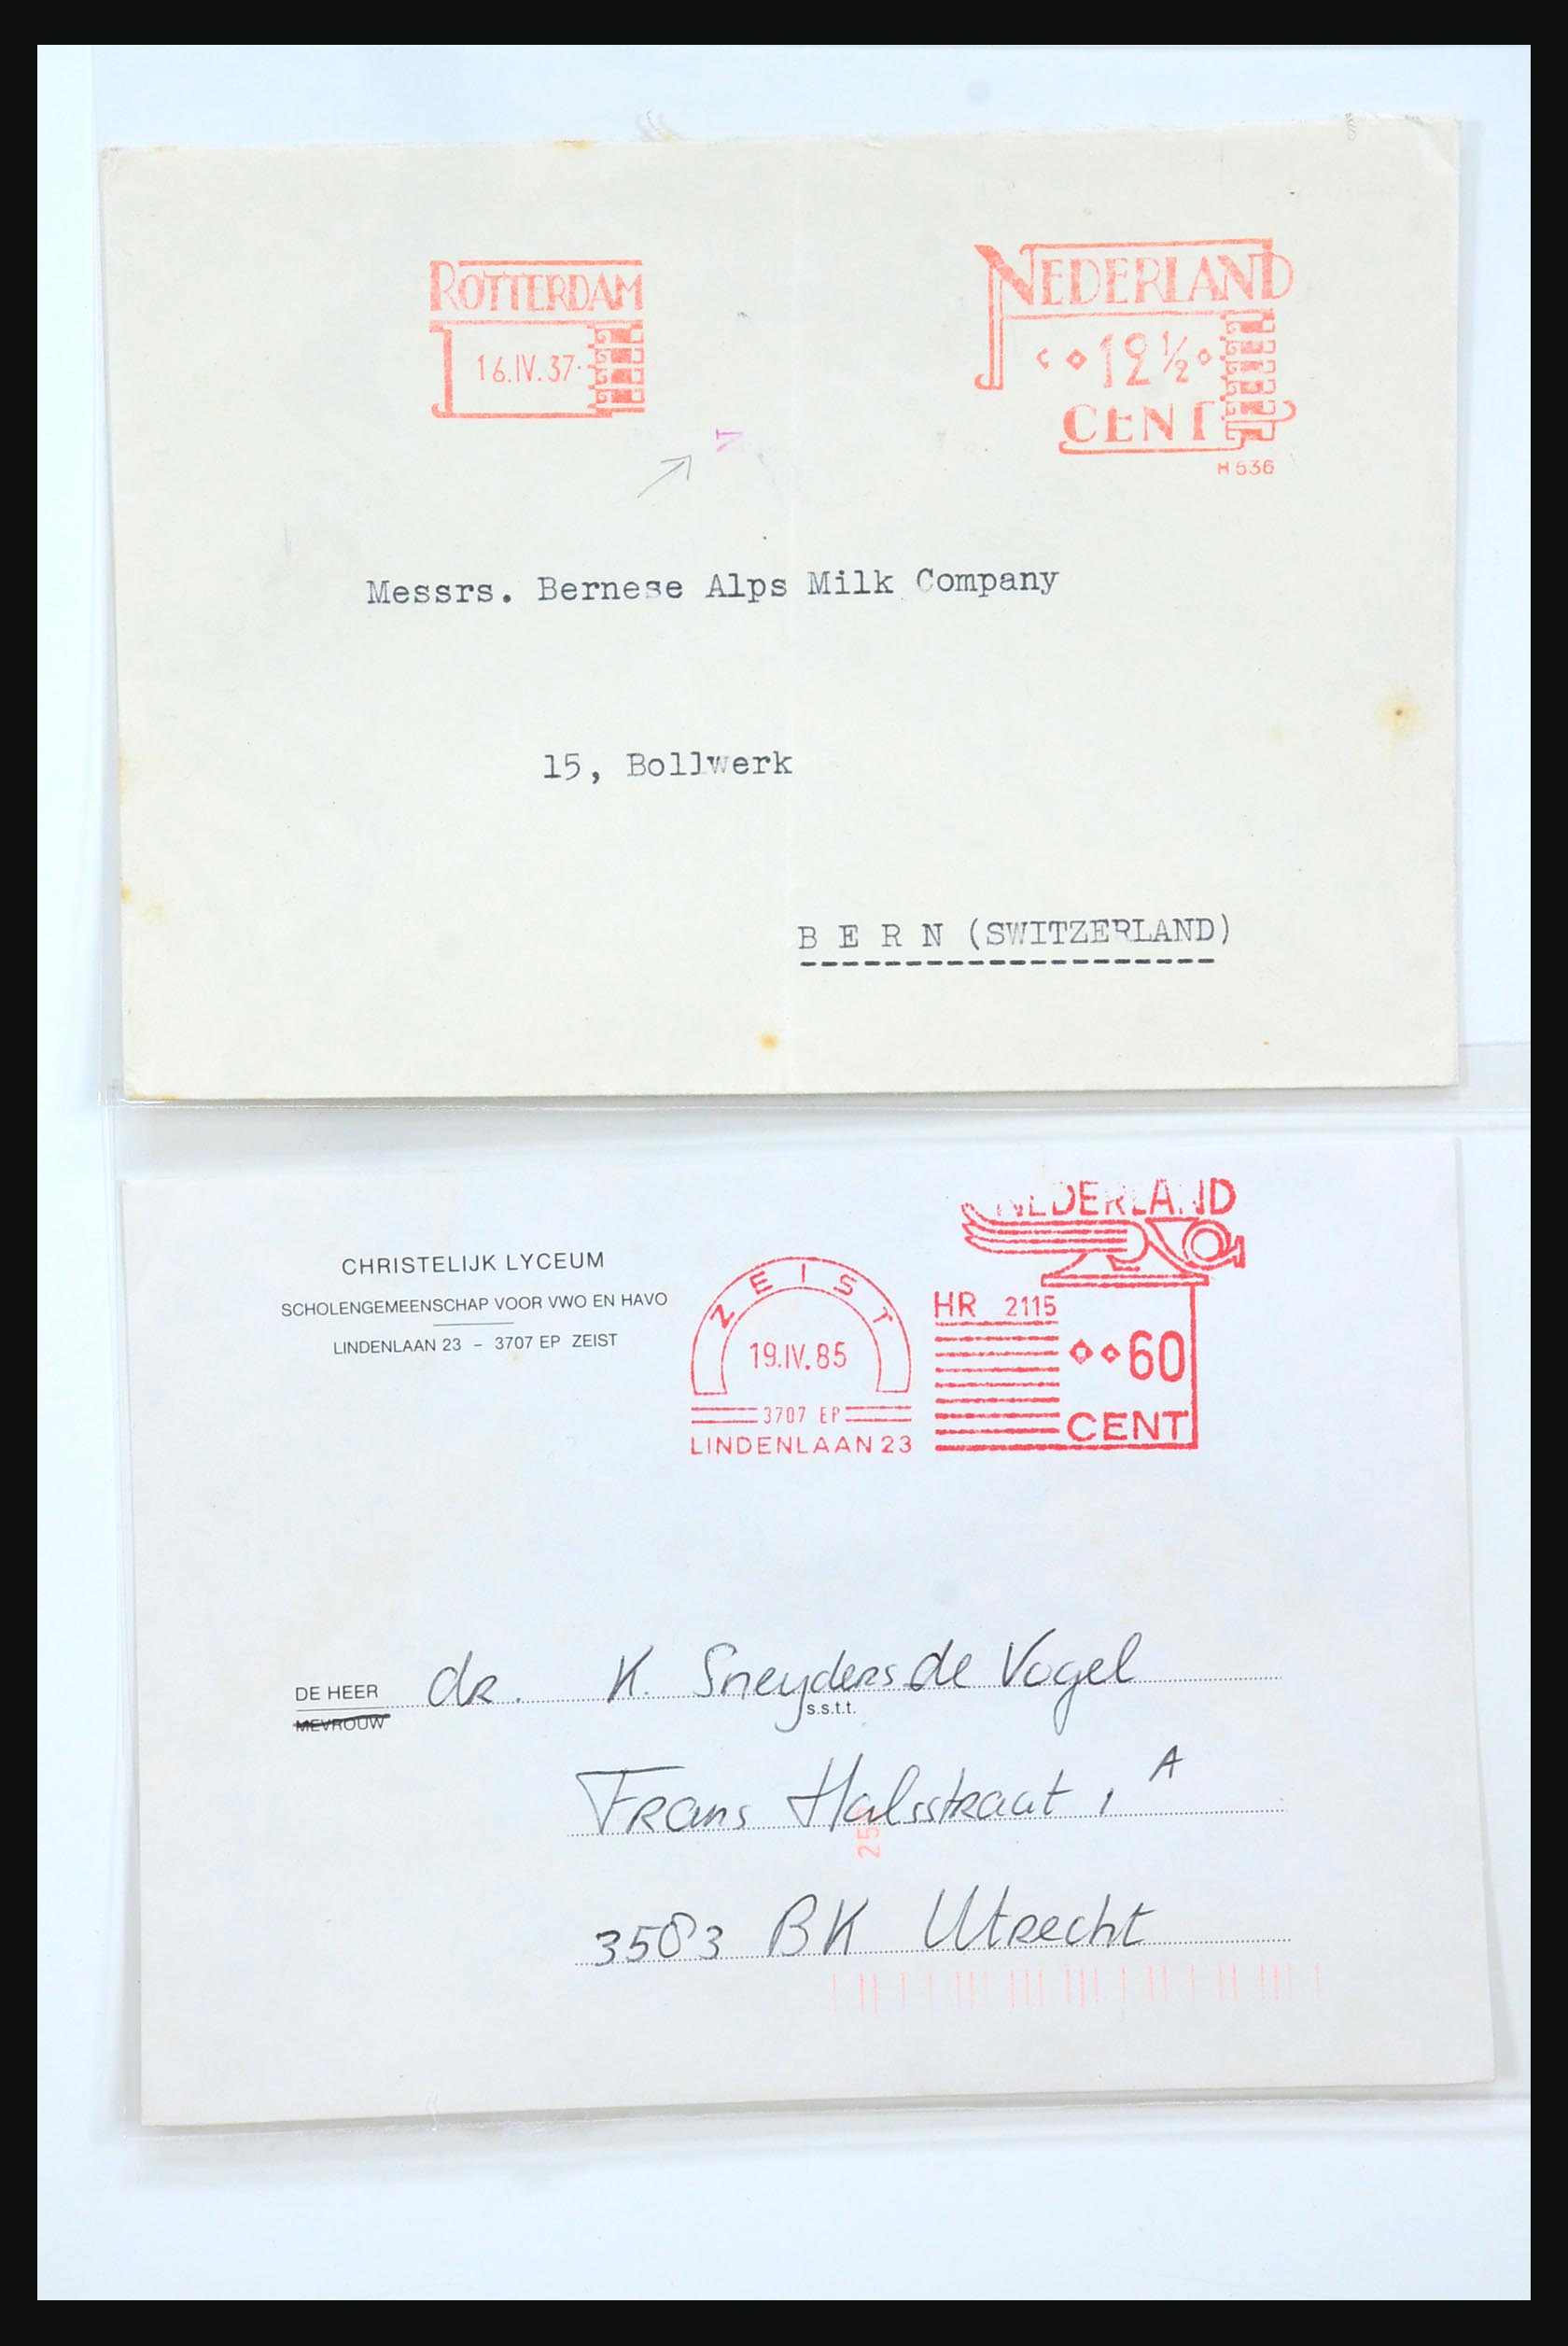 ROTTERDAM
16.IV.37
NEDERLAND
12½
CENT
H 536
N
Messrs. Bernese Alps Milk Company
15, Bollwerk
B E R N (SWITZERLAND)
CHRISTELIJK LYCEUM
SCHOLENGEMEENSCHAP VOOR VWO EN HAVO
LINDENLAAN 23 – 3707 EP ZEIST
ZEIST
19.IV.85
3707 EP
LINDENLAAN 23
NEDERLAND
HR 2115
60
CENT
DE HEER dr. K. Sneyders de Vogel
MEVROUW
s.s.t.t.
Frans Halsstraat 1 A
25
3583 BK Utrecht